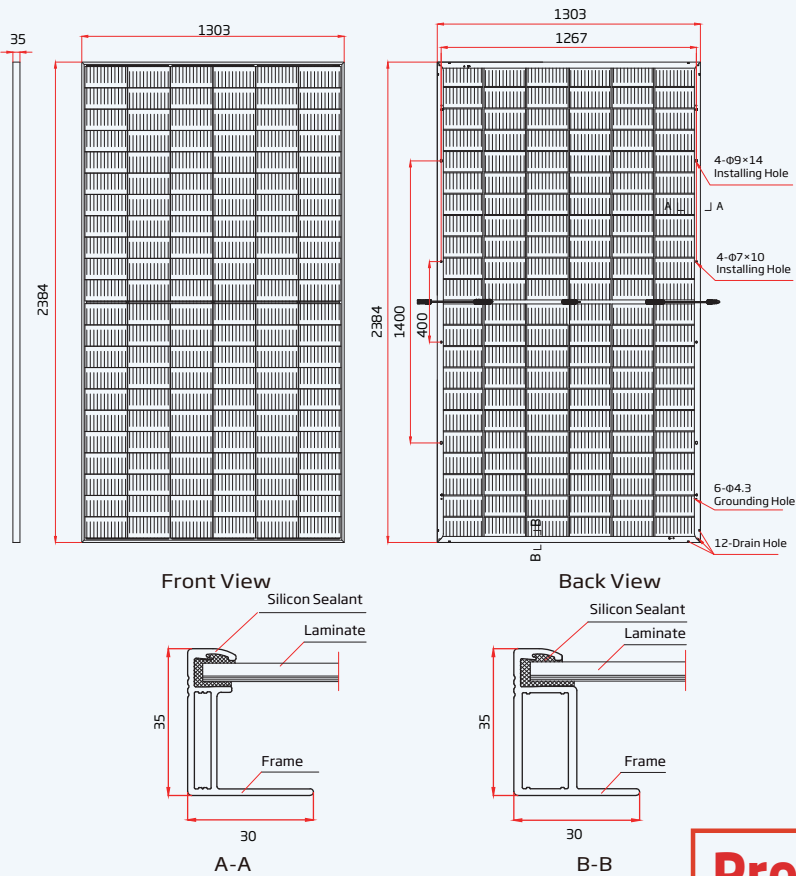 35
1303
2384
Front View
1303
1267
2384
1400
400
4-Φ9×14
Installing Hole
A
A
4-Φ7×10
Installing Hole
6-Φ4.3
Grounding Hole
12-Drain Hole
B
B
Back View
Silicon Sealant
Laminate
35
Frame
30
A-A
Silicon Sealant
Laminate
35
Frame
30
B-B
Pro